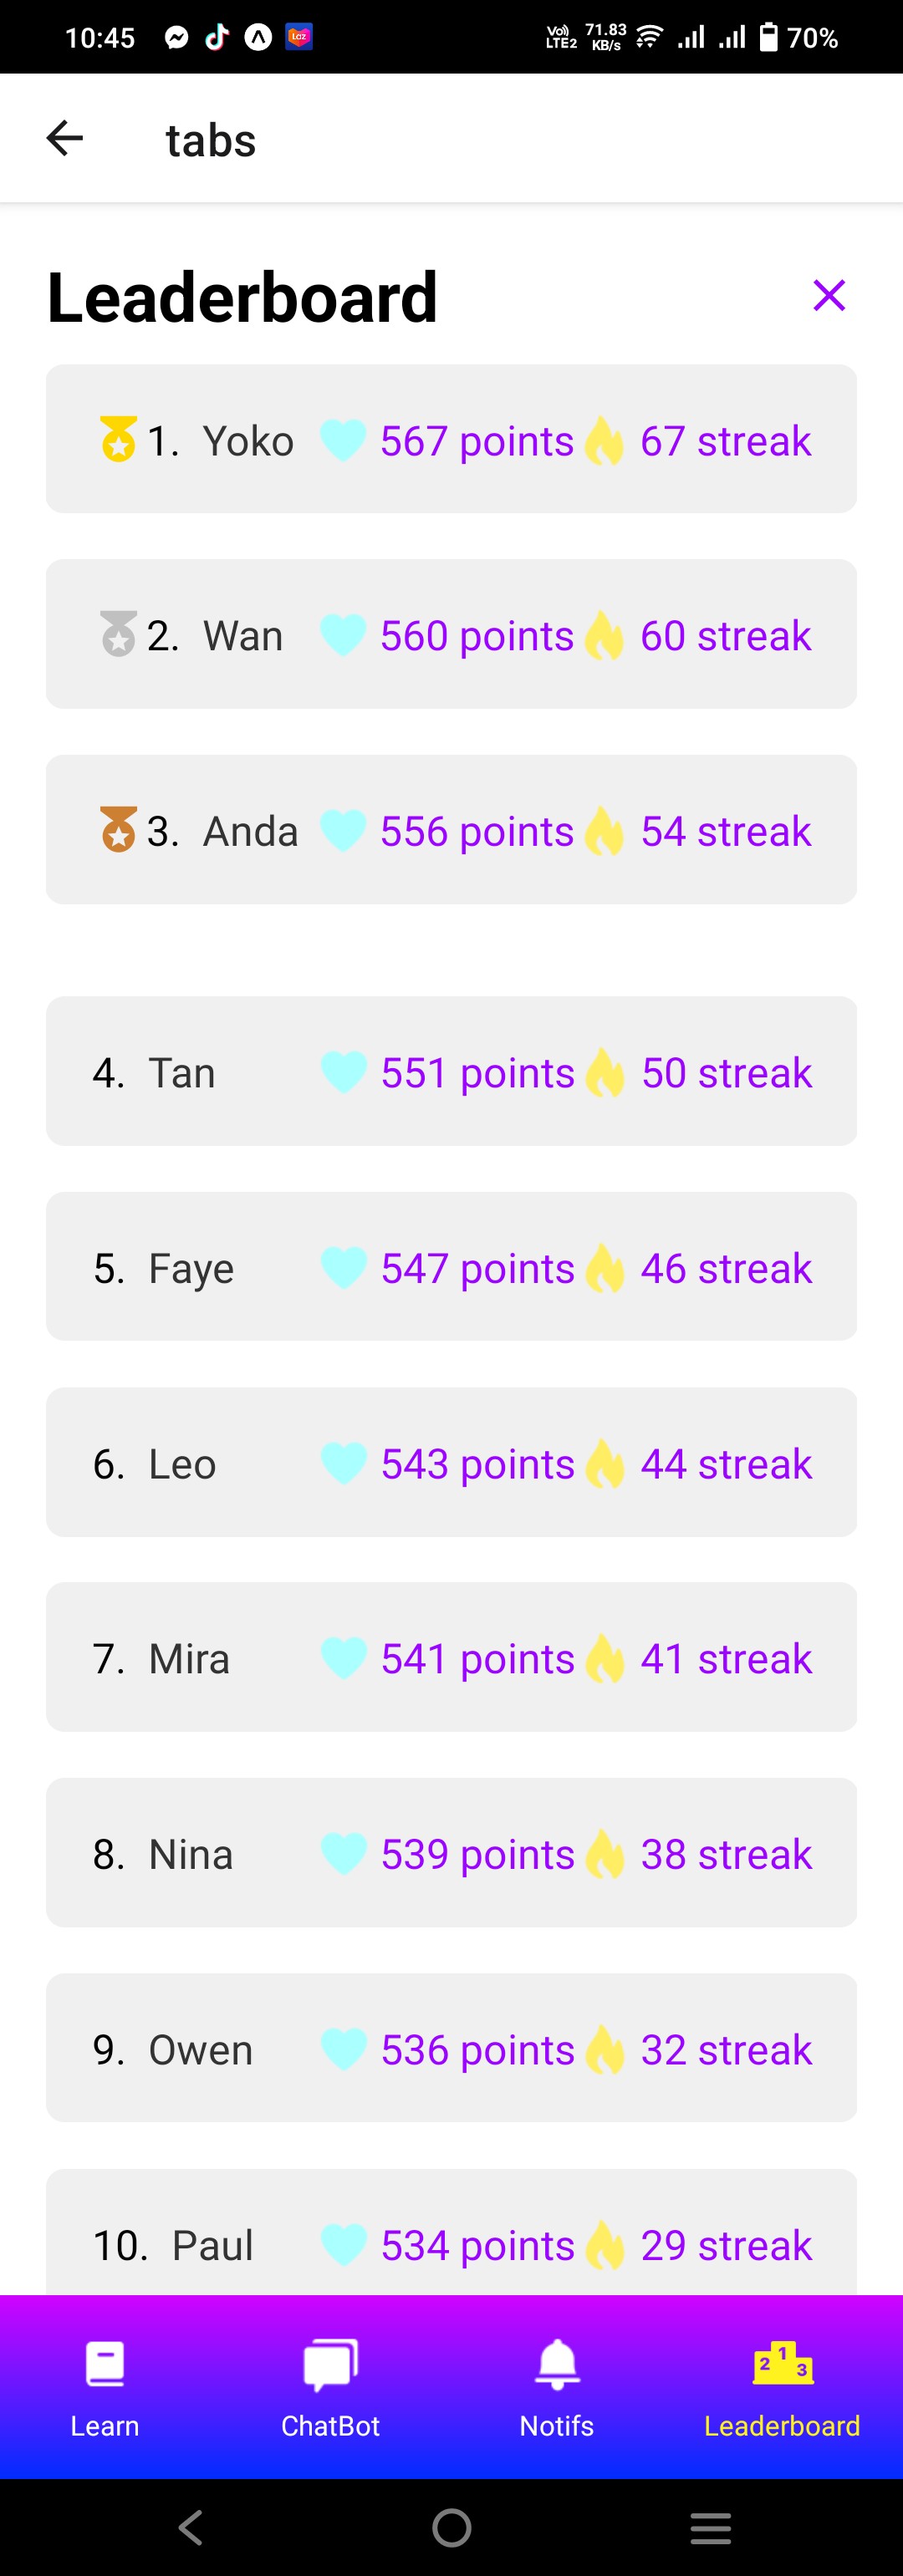 10:45 Laz Vo) LTE2 71.83 KB/s 70%
tabs
Leaderboard
1. Yoko 567 points 67 streak
2. Wan 560 points 60 streak
3. Anda 556 points 54 streak
4. Tan 551 points 50 streak
5. Faye 547 points 46 streak
6. Leo 543 points 44 streak
7. Mira 541 points 41 streak
8. Nina 539 points 38 streak
9. Owen 536 points 32 streak
10. Paul 534 points 29 streak
2 1 3
Learn ChatBot Notifs Leaderboard